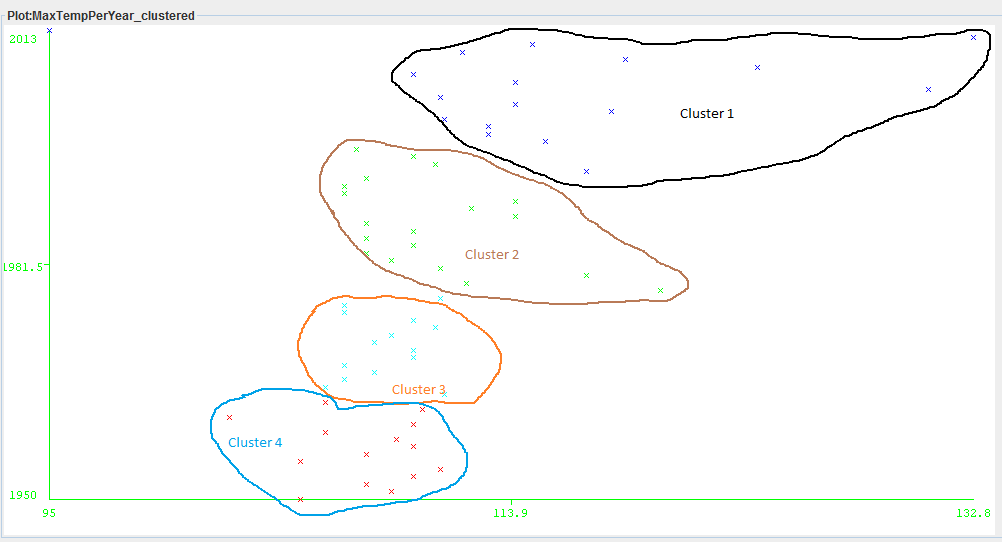 Plot:MaxTempPerYear_clustered
2013
Cluster 1
Cluster 2
1981.5
Cluster 3
Cluster 4
1950
95 113.9 132.8